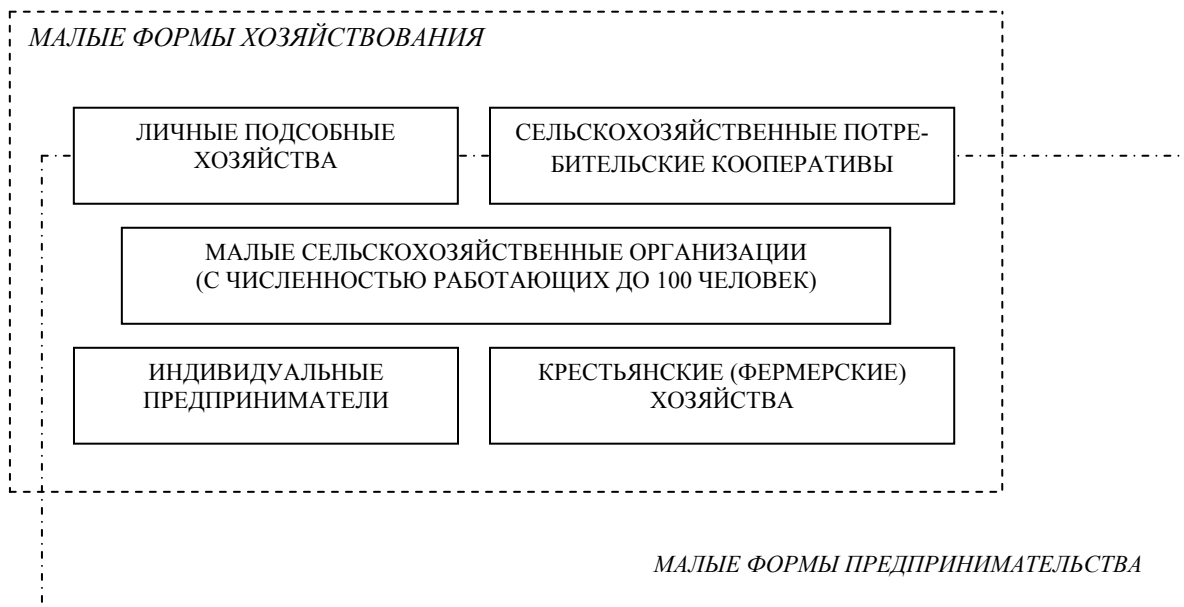 МАЛЫЕ ФОРМЫ ХОЗЯЙСТВОВАНИЯ
ЛИЧНЫЕ ПОДСОБНЫЕ
ХОЗЯЙСТВА
СЕЛЬСКОХОЗЯЙСТВЕННЫЕ ПОТРЕ-
БИТЕЛЬСКИЕ КООПЕРАТИВЫ
МАЛЫЕ СЕЛЬСКОХОЗЯЙСТВЕННЫЕ ОРГАНИЗАЦИИ
(С ЧИСЛЕННОСТЬЮ РАБОТАЮЩИХ ДО 100 ЧЕЛОВЕК)
ИНДИВИДУАЛЬНЫЕ
ПРЕДПРИНИМАТЕЛИ
КРЕСТЬЯНСКИЕ (ФЕРМЕРСКИЕ)
ХОЗЯЙСТВА
МАЛЫЕ ФОРМЫ ПРЕДПРИНИМАТЕЛЬСТВА